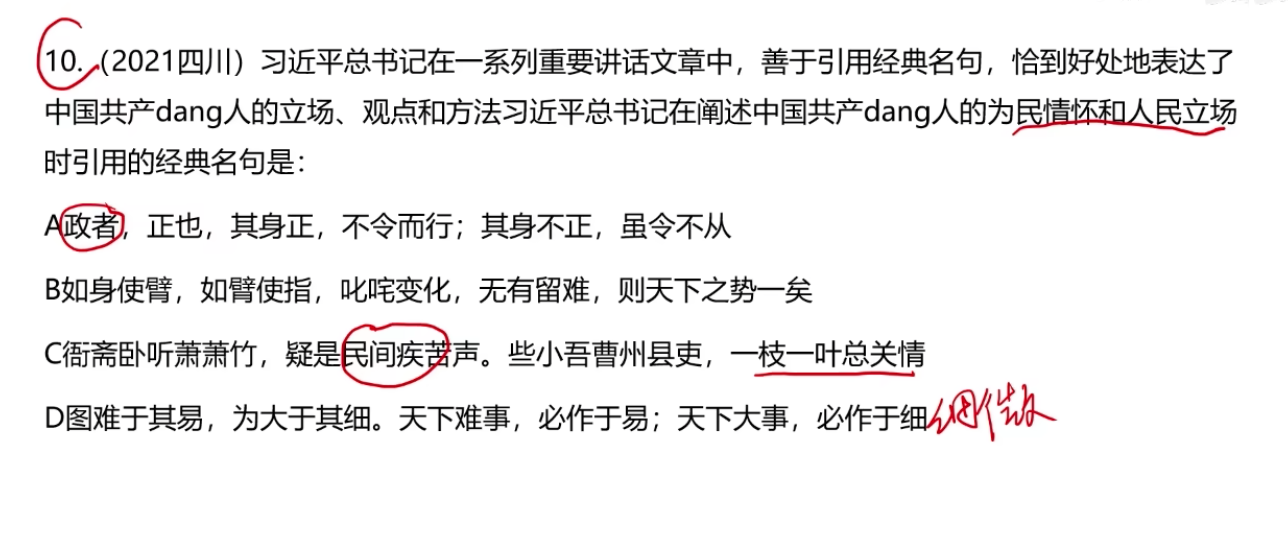 10.（2021四川）习近平总书记在一系列重要讲话文章中，善于引用经典名句，恰到好处地表达了
中国共产dang人的立场、观点和方法习近平总书记在阐述中国共产dang人的为民情怀和人民立场
时引用的经典名句是：
A政者，正也，其身正，不令而行；其身不正，虽令不从
B如身使臂，如臂使指，叱咤变化，无有留难，则天下之势一矣
C衙斋卧听萧萧竹，疑是民间疾苦声。些小吾曹州县吏，一枝一叶总关情
D图难于其易，为大于其细。天下难事，必作于易；天下大事，必作于细